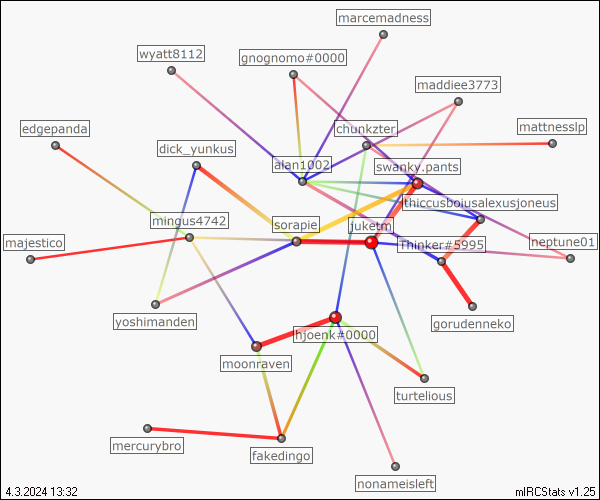 marcemadness
wyatt8112
gnognomo#0000
maddiee3773
edgepanda
chunkzter
mattnesslp
dick_yunkus
alan1002
swanky.pants
thiccusboiusalexusjoneus
mingus4742
sorapie
juketm
majestico
Thinker#5995
neptune01
yoshimanden
gorudenneko
hjoenk#0000
moonraven
turtelious
mercurybro
fakedingo
nonameisleft
4.3.2024 13:32
mIRCStats v1.25